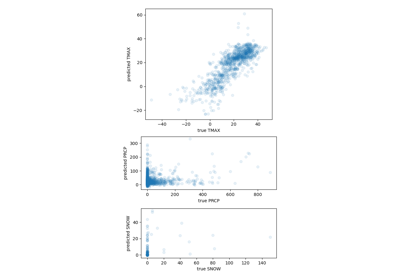 60
40
20
0
−20
predicted TMAX
−40 −20 0 20 40
true TMAX
300
200
100
0
predicted PRCP
0 200 400 600 800
true PRCP
40
20
0
predicted SNOW
0 20 40 60 80 100 120 140
true SNOW